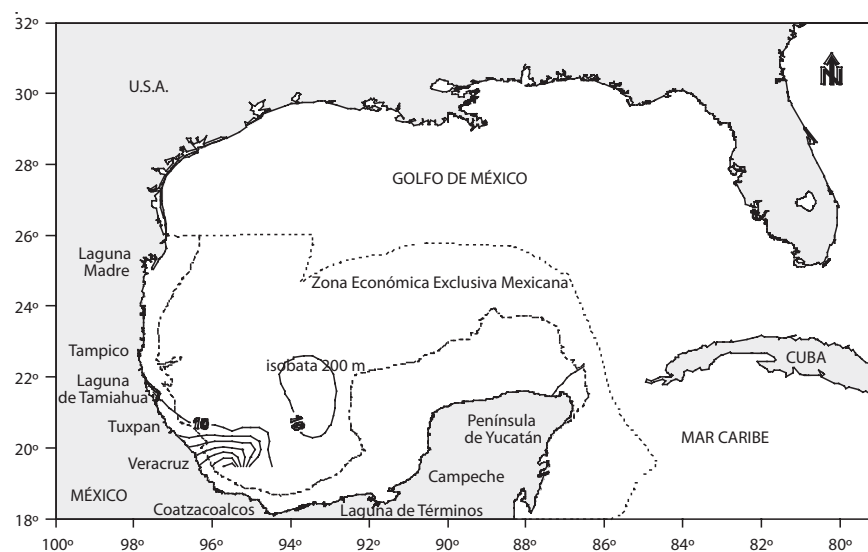 32º
30º
28º
26º
24º
22º
20º
18º
U.S.A.
N
GOLFO DE MÉXICO
Laguna
Madre
Zona Económica Exclusiva Mexicana
Tampico
isobata 200 m
CUBA
Laguna
de Tamiahua
10
10
Tuxpan
Península
de Yucatán
MAR CARIBE
Veracruz
Campeche
MÉXICO
Coatzacoalcos
Laguna de Términos
100º 98º 96º 94º 92º 90º 88º 86º 84º 82º 80º